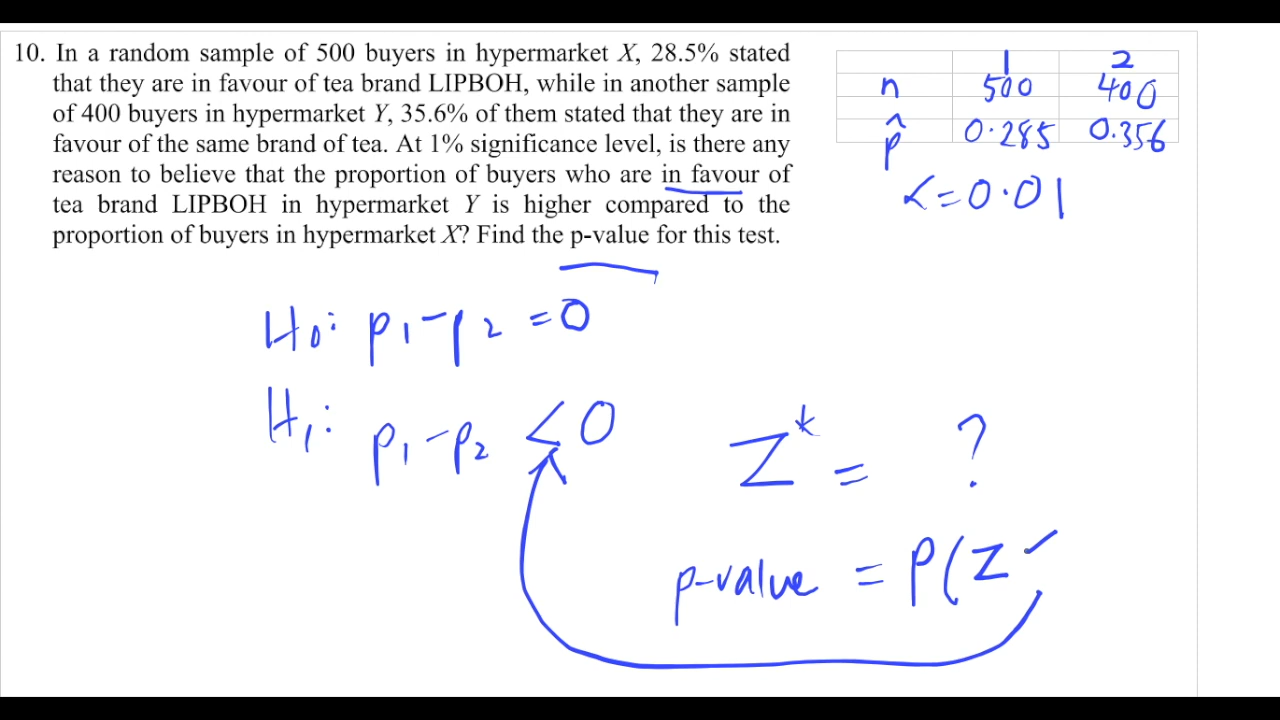 10. In a random sample of 500 buyers in hypermarket X, 28.5% stated
that they are in favour of tea brand LIPBOH, while in another sample
of 400 buyers in hypermarket Y, 35.6% of them stated that they are in
favour of the same brand of tea. At 1% significance level, is there any
reason to believe that the proportion of buyers who are in favour of
tea brand LIPBOH in hypermarket Y is higher compared to the
proportion of buyers in hypermarket X? Find the p-value for this test.
1 2
n 500 400
p̂ 0.285 0.356
α = 0.01
H₀: p₁ - p₂ = 0
H₁: p₁ - p₂ < 0
Z* = ?
p-value = P(Z <